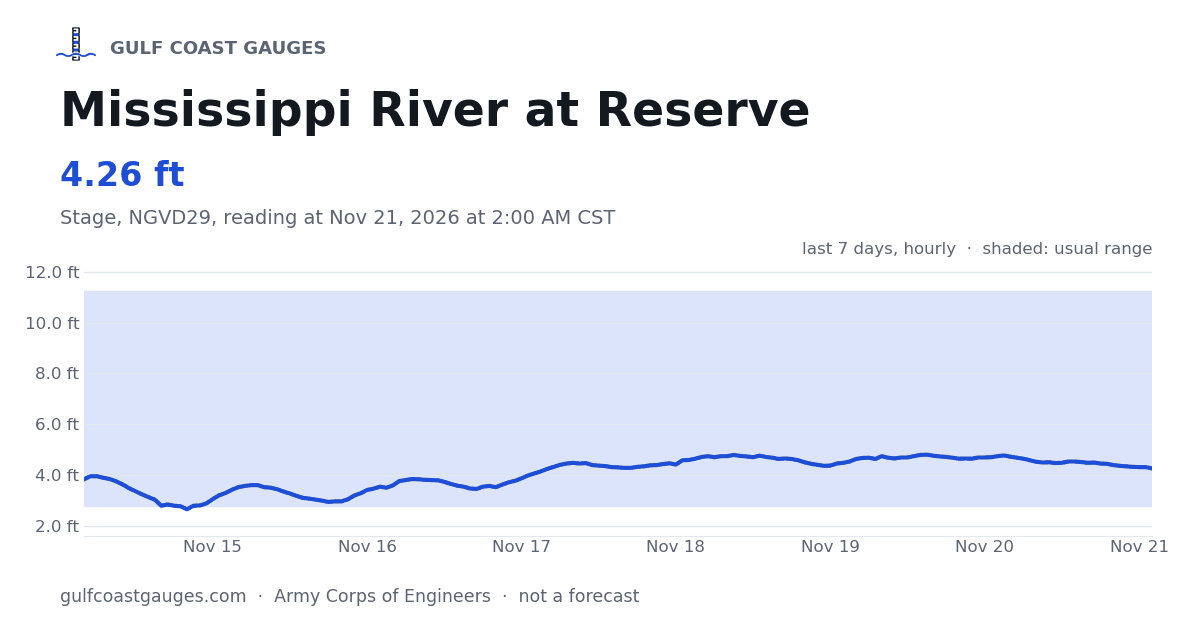 GULF COAST GAUGES
Mississippi River at Reserve
4.26 ft
Stage, NGVD29, reading at Nov 21, 2026 at 2:00 AM CST
last 7 days, hourly · shaded: usual range
12.0 ft
10.0 ft
8.0 ft
6.0 ft
4.0 ft
2.0 ft
Nov 15 Nov 16 Nov 17 Nov 18 Nov 19 Nov 20 Nov 21
gulfcoastgauges.com · Army Corps of Engineers · not a forecast